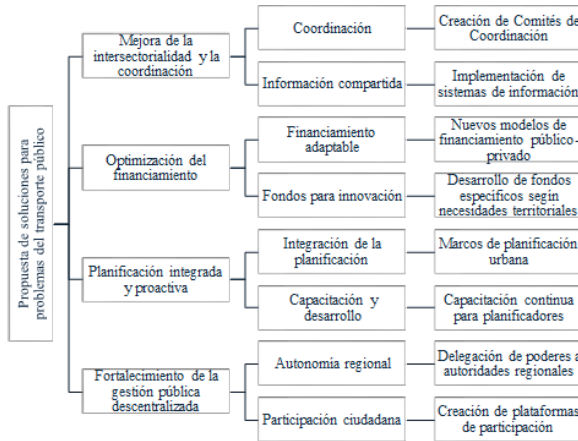 Propuesta de soluciones para
problemas del transporte público
Mejora de la
intersectorialidad y la
coordinación
Coordinación
Creación de Comités de
Coordinación
Información compartida
Implementación de
sistemas de información
Optimización del
financiamiento
Financiamiento
adaptable
Nuevos modelos de
financiamiento público-
privado
Fondos para innovación
Desarrollo de fondos
específicos según
necesidades territoriales
Planificación integrada
y proactiva
Integración de la
planificación
Marcos de planificación
urbana
Capacitación y
desarrollo
Capacitación continua
para planificadores
Fortalecimiento de la
gestión pública
descentralizada
Autonomía regional
Delegación de poderes a
autoridades regionales
Participación ciudadana
Creación de plataformas
de participación